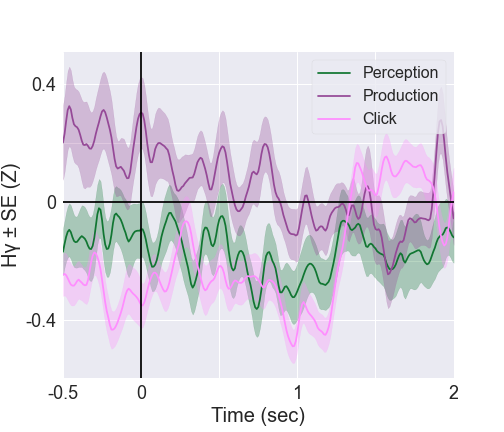 Perception
Production
Click
Hγ ± SE (Z)
0.4
0
-0.4
-0.5
0
1
2
Time (sec)